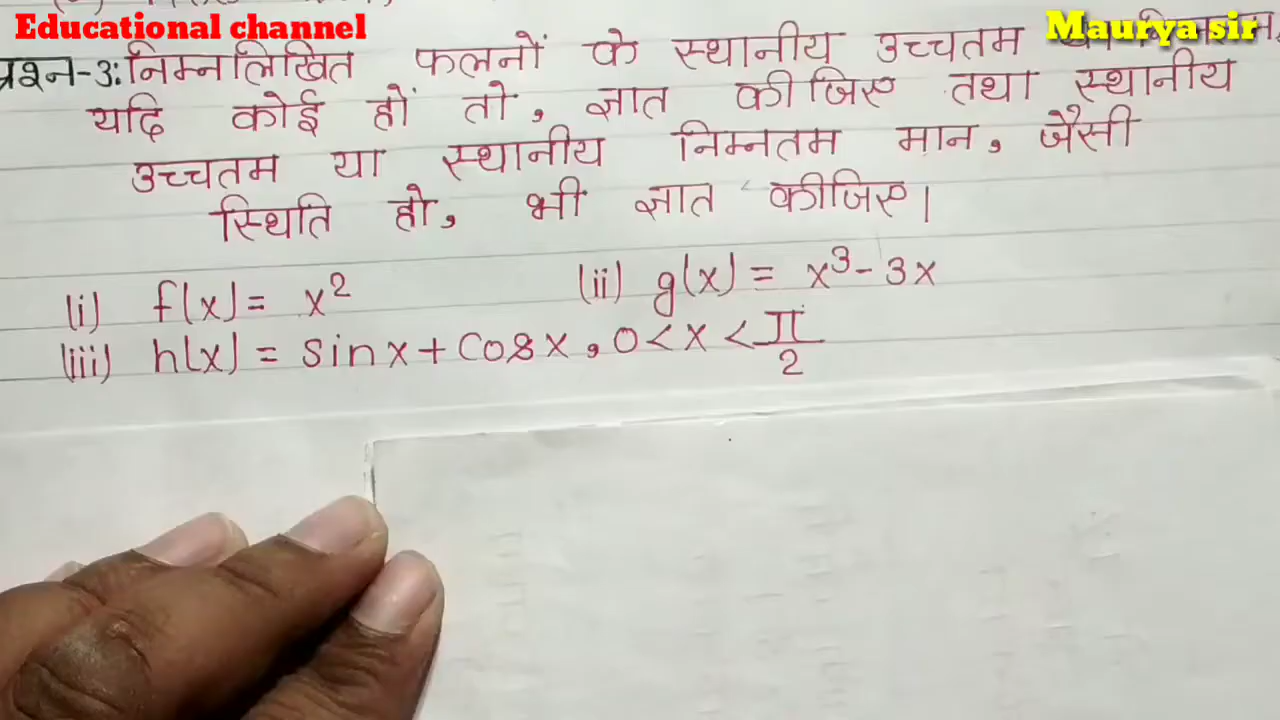 Educational channel
Maurya sir
प्रश्न-3: निम्नलिखित फलनों के स्थानीय उच्चतम
यदि कोई हों तो, ज्ञात कीजिए तथा स्थानीय
उच्चतम या स्थानीय निम्नतम मान, जैसी
स्थिति हो, भी ज्ञात कीजिए।
(i) f(x) = x² (ii) g(x) = x³ - 3x
(iii) h(x) = sin x + cos x, 0 < x < π/2